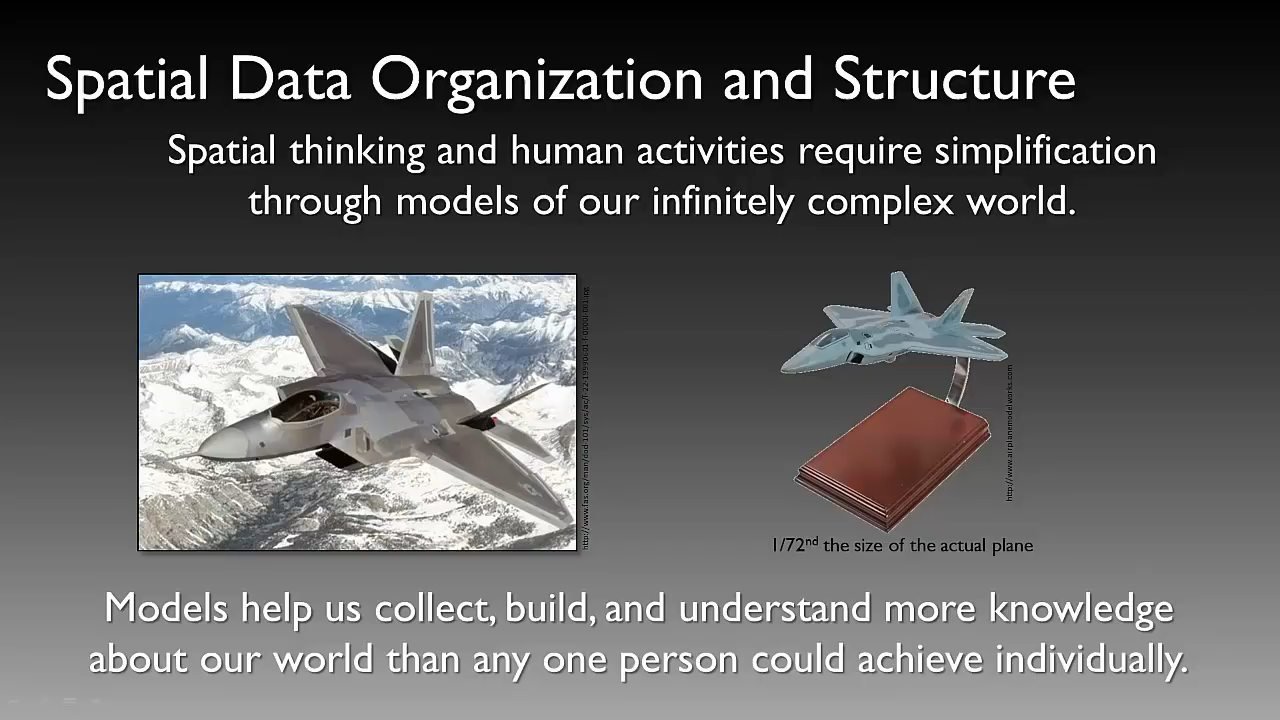 Spatial Data Organization and Structure
Spatial thinking and human activities require simplification
through models of our infinitely complex world.
http://www.airplanemodelworks.com
1/72nd the size of the actual plane
Models help us collect, build, and understand more knowledge
about our world than any one person could achieve individually.